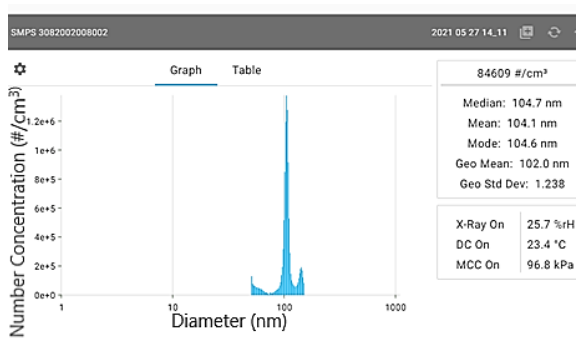 SMPS 3082002008002
2021 05 27 14_11
Graph
Table
Number Concentration (#/cm³)
1.2e+6
1e+6
8e+5
6e+5
4e+5
2e+5
0e+0
1
10
100
1000
Diameter (nm)
84609 #/cm³
Median: 104.7 nm
Mean: 104.1 nm
Mode: 104.6 nm
Geo Mean: 102.0 nm
Geo Std Dev: 1.238
X-Ray On 25.7 %rH
DC On 23.4 °C
MCC On 96.8 kPa